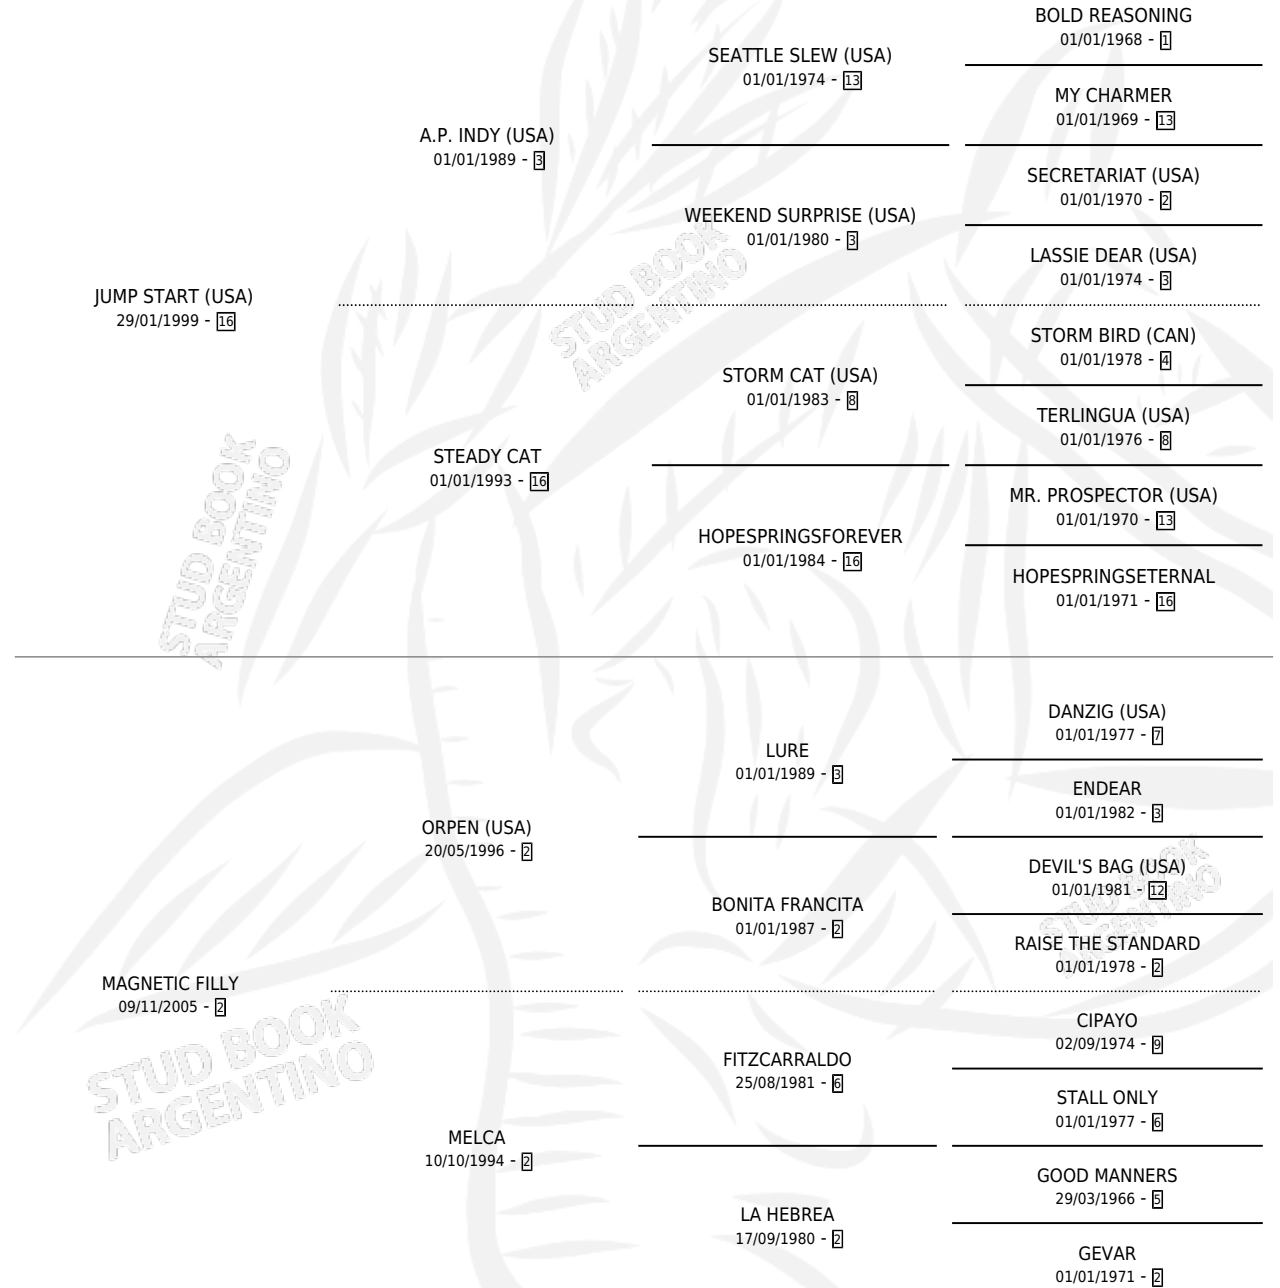 BOLD REASONING
01/01/1968 - 1
SEATTLE SLEW (USA)
01/01/1974 - 13
MY CHARMER
01/01/1969 - 13
A.P. INDY (USA)
01/01/1989 - 3
SECRETARIAT (USA)
01/01/1970 - 2
WEEKEND SURPRISE (USA)
01/01/1980 - 3
LASSIE DEAR (USA)
01/01/1974 - 3
JUMP START (USA)
29/01/1999 - 16
STORM BIRD (CAN)
01/01/1978 - 4
STORM CAT (USA)
01/01/1983 - 8
TERLINGUA (USA)
01/01/1976 - 8
STEADY CAT
01/01/1993 - 16
MR. PROSPECTOR (USA)
01/01/1970 - 13
HOPESPRINGSFOREVER
01/01/1984 - 16
HOPESPRINGSETERNAL
01/01/1971 - 16
DANZIG (USA)
01/01/1977 - 7
LURE
01/01/1989 - 3
ENDEAR
01/01/1982 - 3
ORPEN (USA)
20/05/1996 - 2
DEVIL'S BAG (USA)
01/01/1981 - 12
BONITA FRANCITA
01/01/1987 - 2
RAISE THE STANDARD
01/01/1978 - 2
MAGNETIC FILLY
09/11/2005 - 2
CIPAYO
02/09/1974 - 9
FITZCARRALDO
25/08/1981 - 6
STALL ONLY
01/01/1977 - 6
MELCA
10/10/1994 - 2
GOOD MANNERS
29/03/1966 - 5
LA HEBREA
17/09/1980 - 2
GEVAR
01/01/1971 - 2
STUD BOOK
ARGENTINO
STUD BOOK
ARGENTINO
STUD BOOK
ARGENTINO
STUD BOOK
ARGENTINO